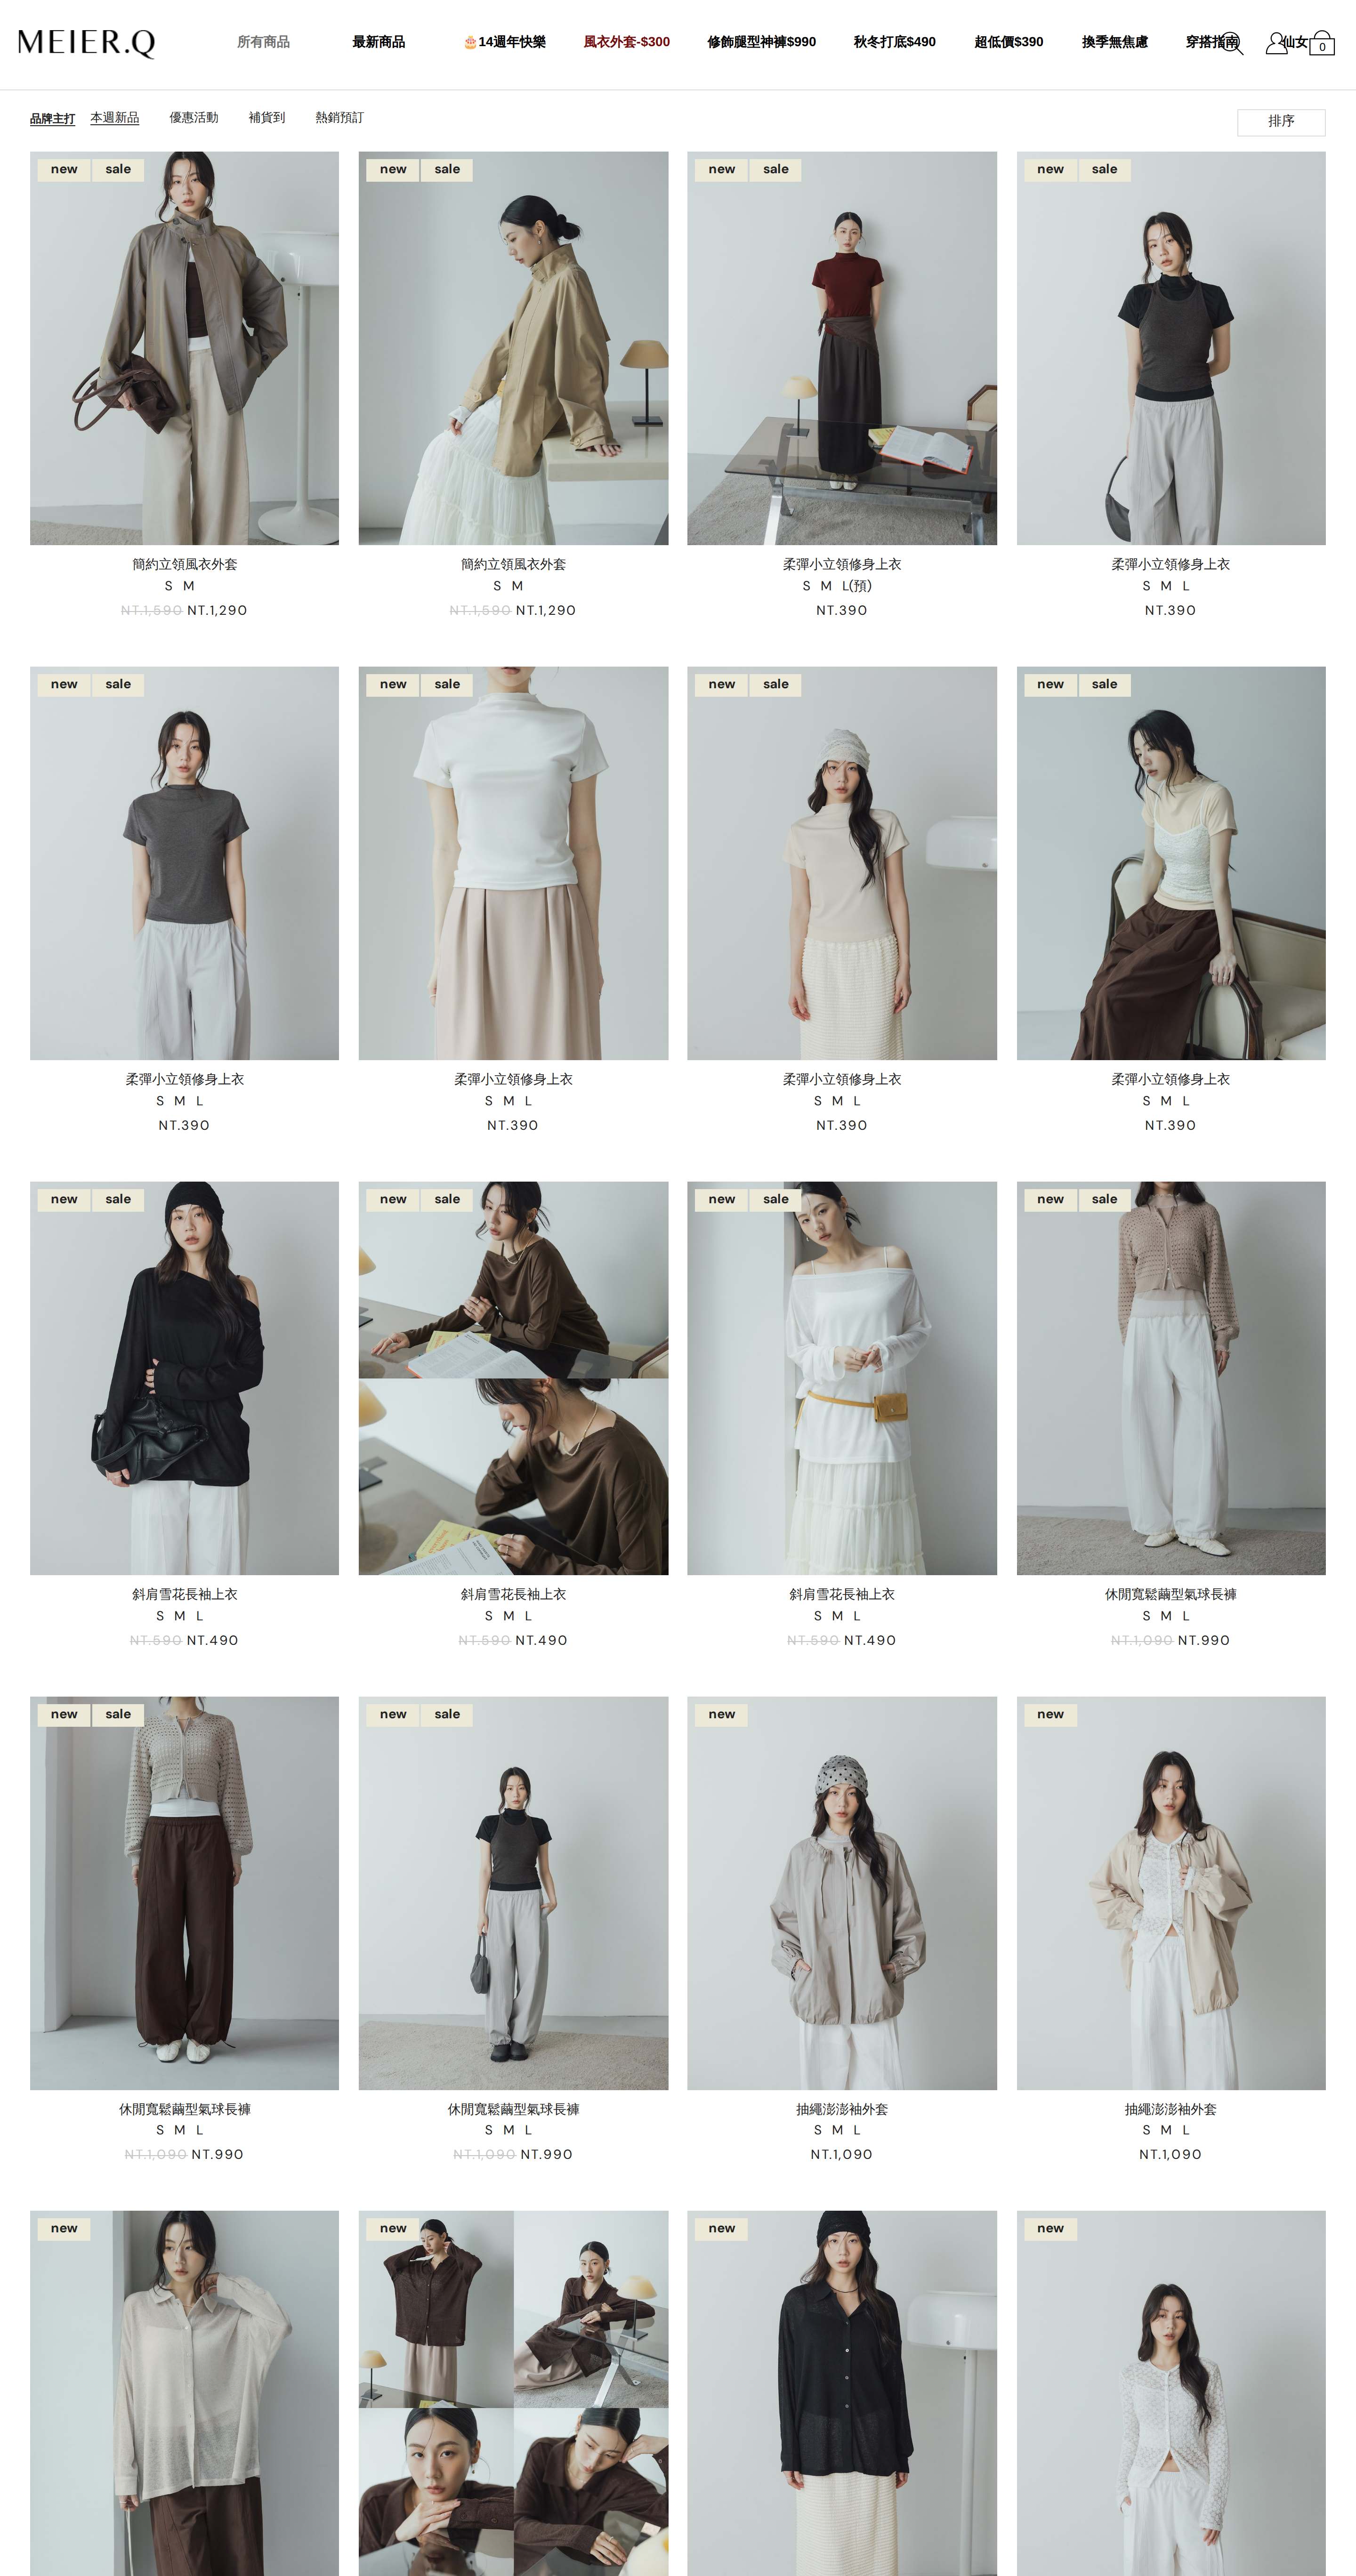 MEIER.Q 所有商品 最新商品 🎂14週年快樂 風衣外套-$300 修飾腿型神褲$990 秋冬打底$490 超低價$390 換季無焦慮 穿搭指南 仙女 0
品牌主打 本週新品 優惠活動 補貨到 熱銷預訂 排序
new sale new sale new sale new sale
簡約立領風衣外套 簡約立領風衣外套 柔彈小立領修身上衣 柔彈小立領修身上衣
S M S M S M L(預) S M L
NT.1,590 NT.1,290 NT.1,590 NT.1,290 NT.390 NT.390
new sale new sale new sale new sale
柔彈小立領修身上衣 柔彈小立領修身上衣 柔彈小立領修身上衣 柔彈小立領修身上衣
S M L S M L S M L S M L
NT.390 NT.390 NT.390 NT.390
new sale new sale new sale new sale
斜肩雪花長袖上衣 斜肩雪花長袖上衣 斜肩雪花長袖上衣 休閒寬鬆繭型氣球長褲
S M L S M L S M L S M L
NT.590 NT.490 NT.590 NT.490 NT.590 NT.490 NT.1,090 NT.990
new sale new sale new new
休閒寬鬆繭型氣球長褲 休閒寬鬆繭型氣球長褲 抽繩澎澎袖外套 抽繩澎澎袖外套
S M L S M L S M L S M L
NT.1,090 NT.990 NT.1,090 NT.990 NT.1,090 NT.1,090
new new new new